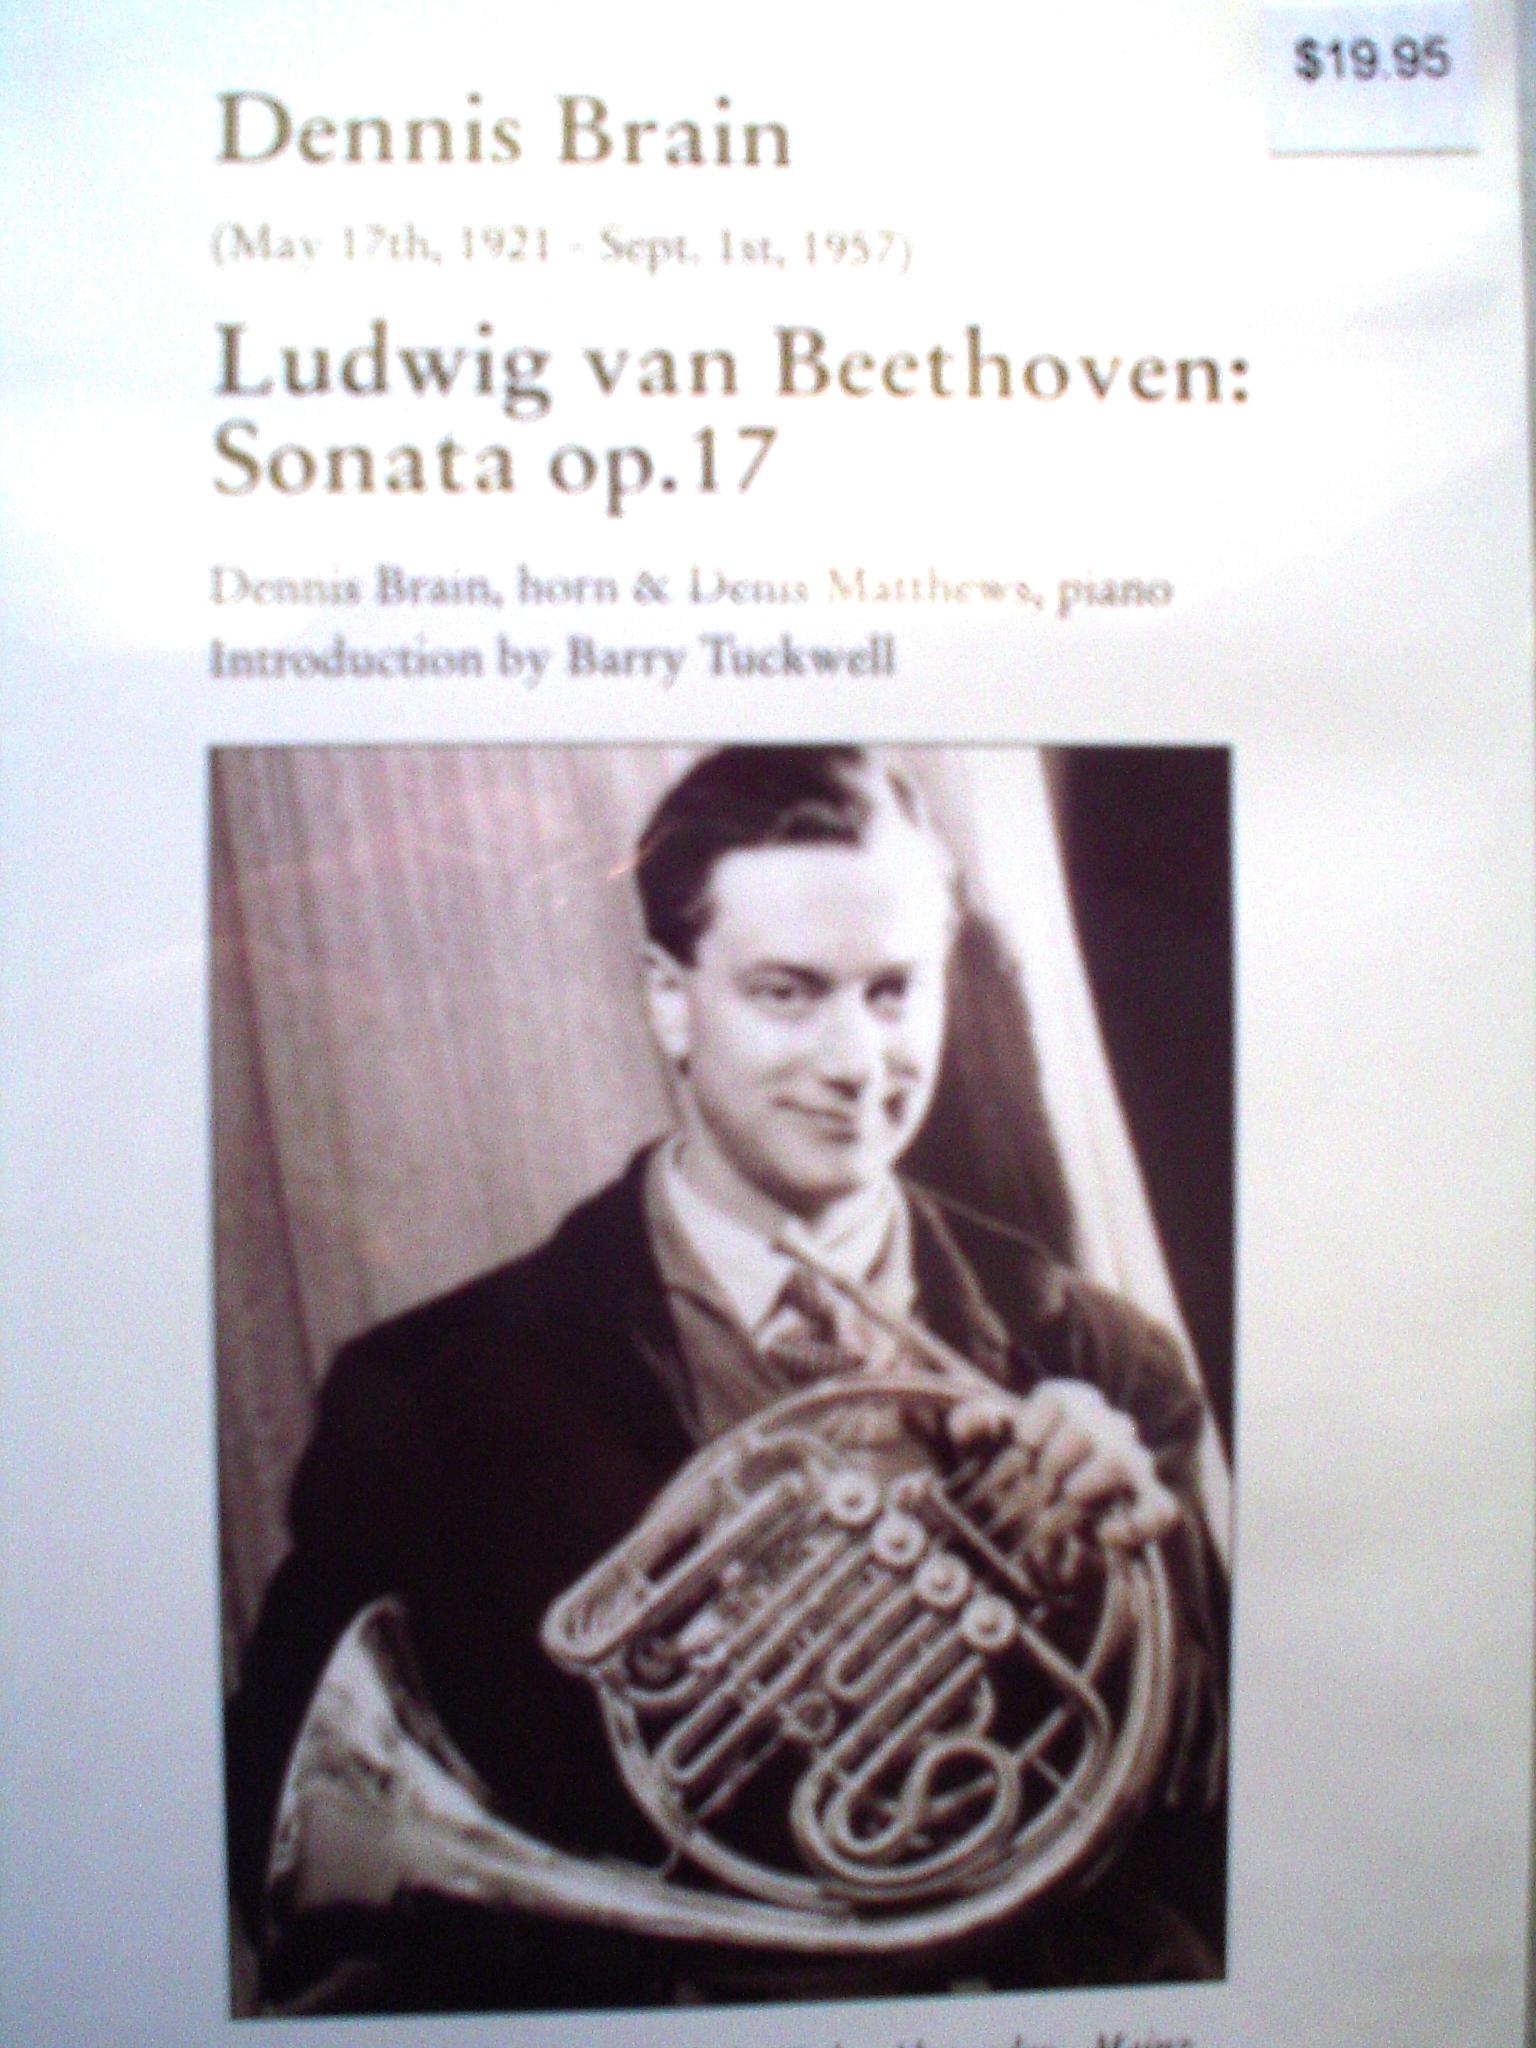 $19.95
Dennis Brain
(May 17th, 1921 - Sept. 1st, 1957)
Ludwig van Beethoven:
Sonata op.17
Dennis Brain, horn & Denis Matthews, piano
Introduction by Barry Tuckwell